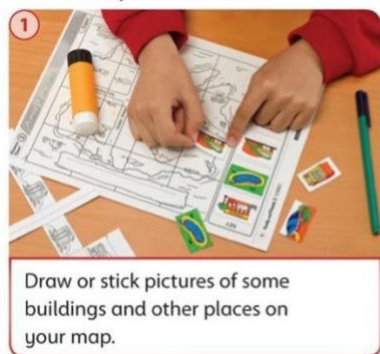 1
Draw or stick pictures of some
buildings and other places on
your map.